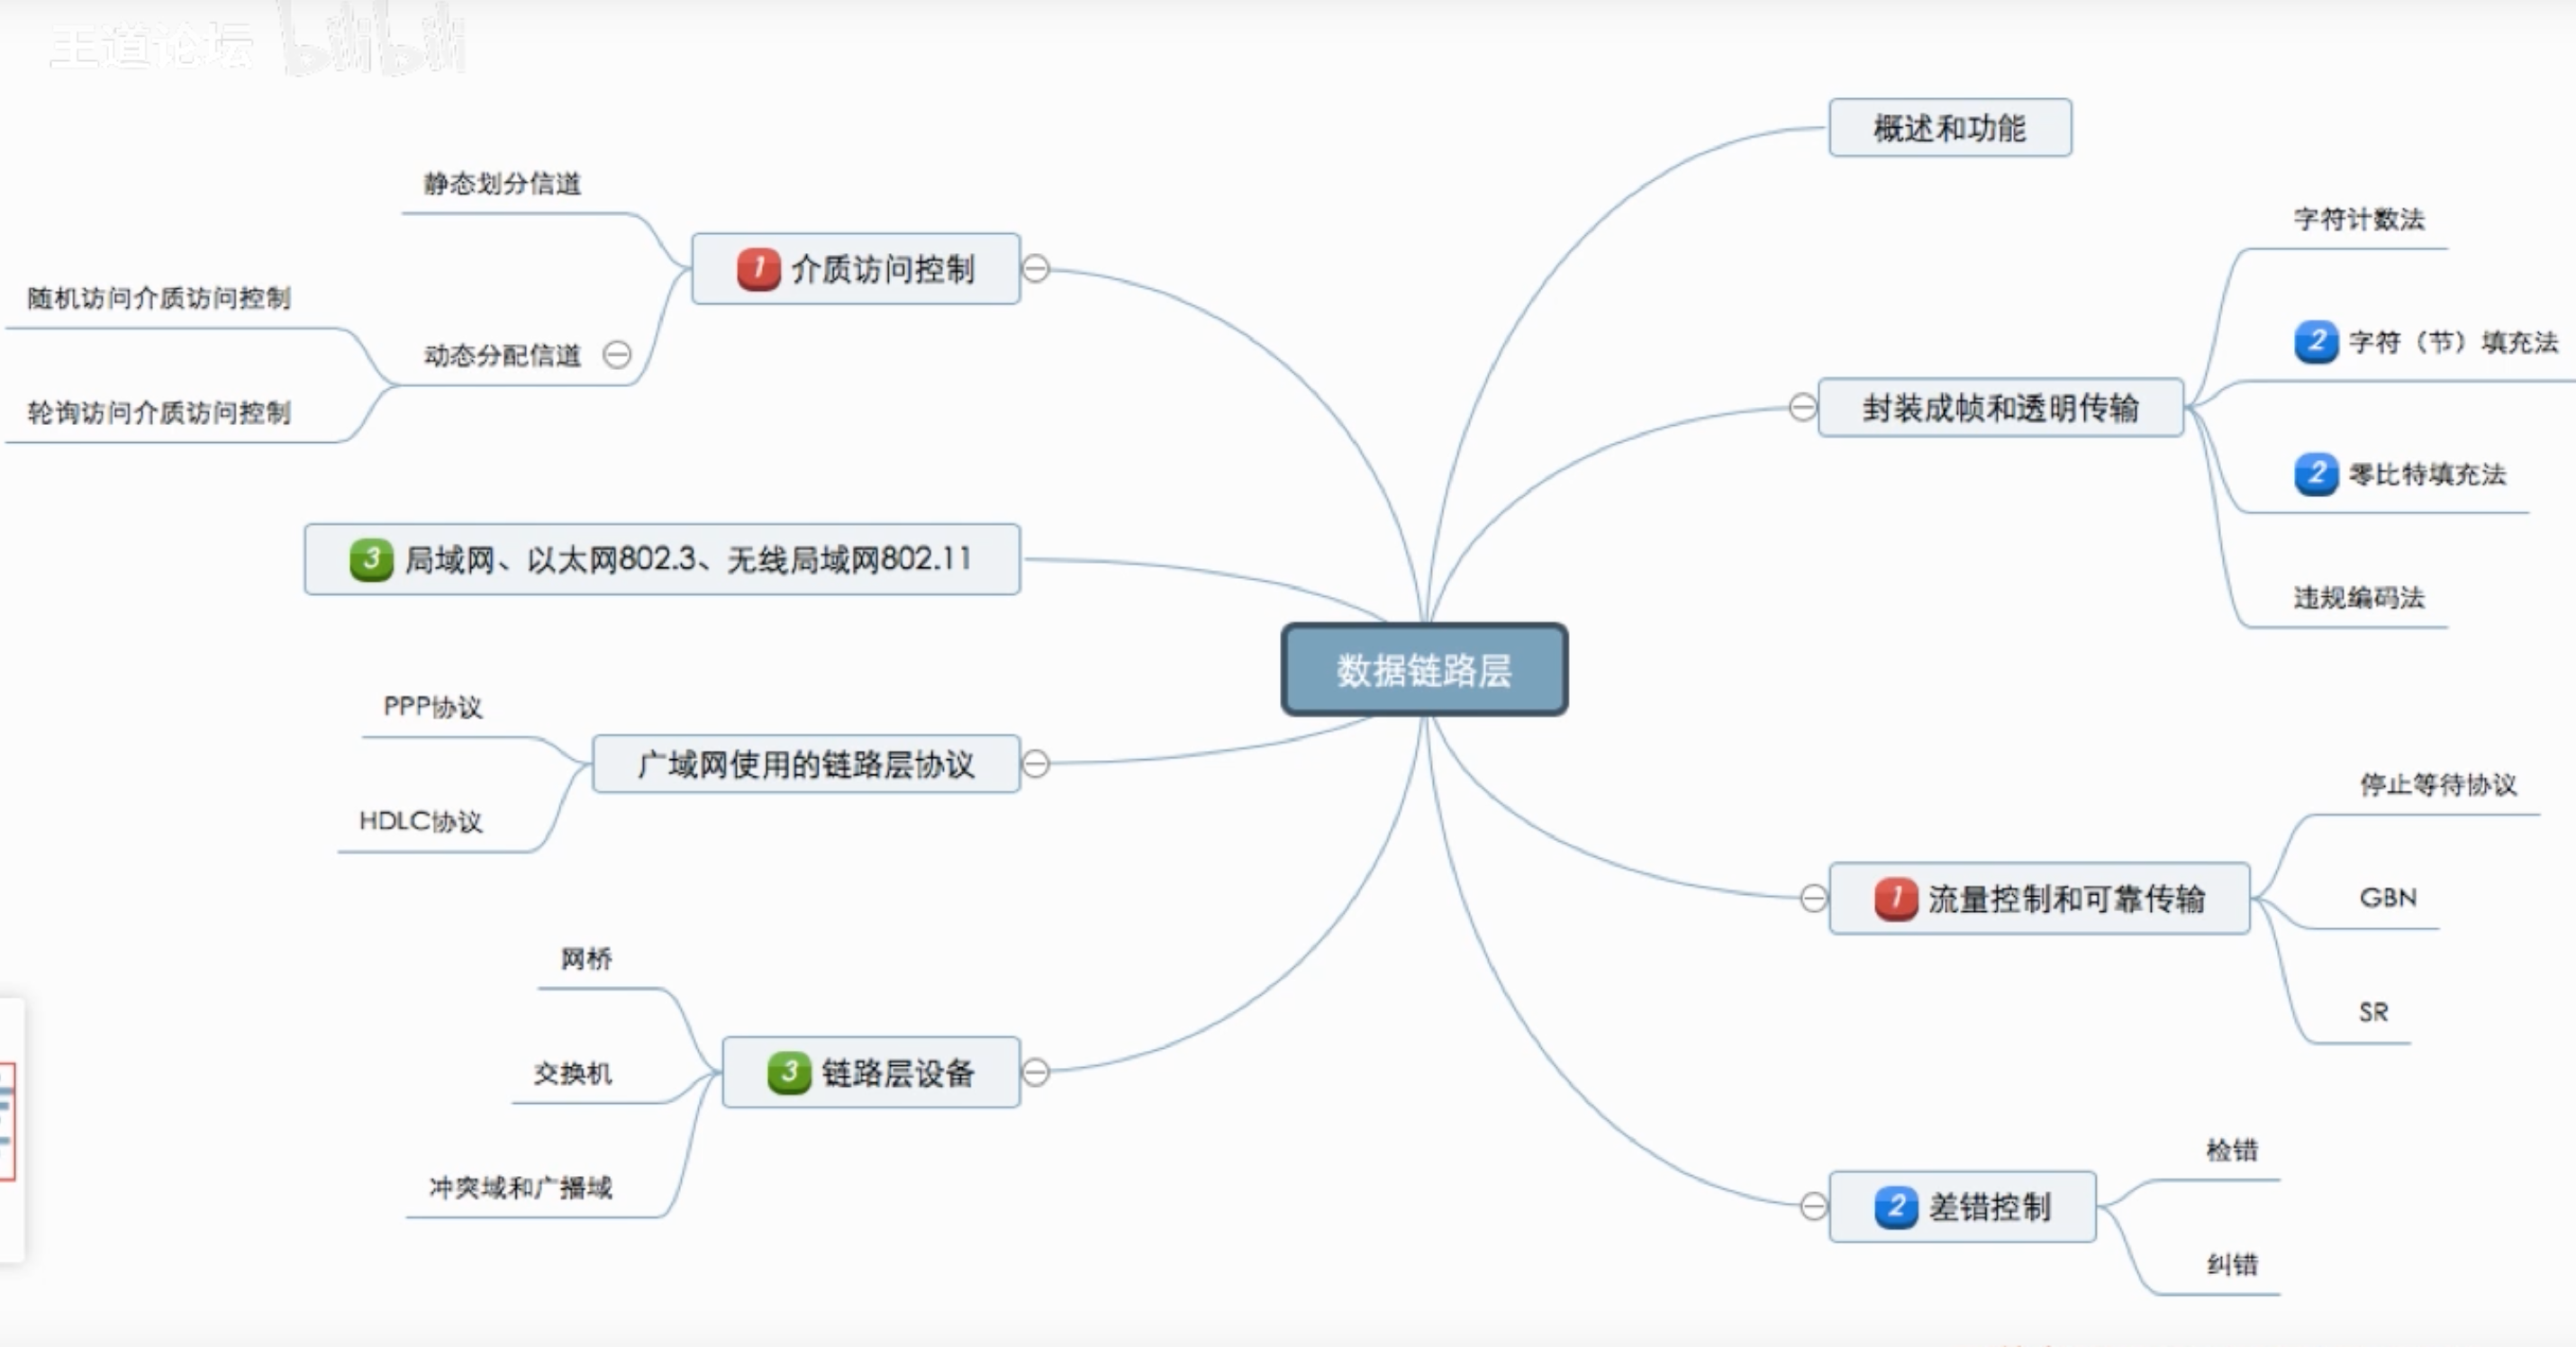 王道论坛 bilibili
概述和功能
封装成帧和透明传输
字符计数法
2 字符（节）填充法
2 零比特填充法
违规编码法
数据链路层
1 流量控制和可靠传输
停止等待协议
GBN
SR
2 差错控制
检错
纠错
1 介质访问控制
静态划分信道
动态分配信道
随机访问介质访问控制
轮询访问介质访问控制
3 局域网、以太网802.3、无线局域网802.11
广域网使用的链路层协议
PPP协议
HDLC协议
3 链路层设备
网桥
交换机
冲突域和广播域